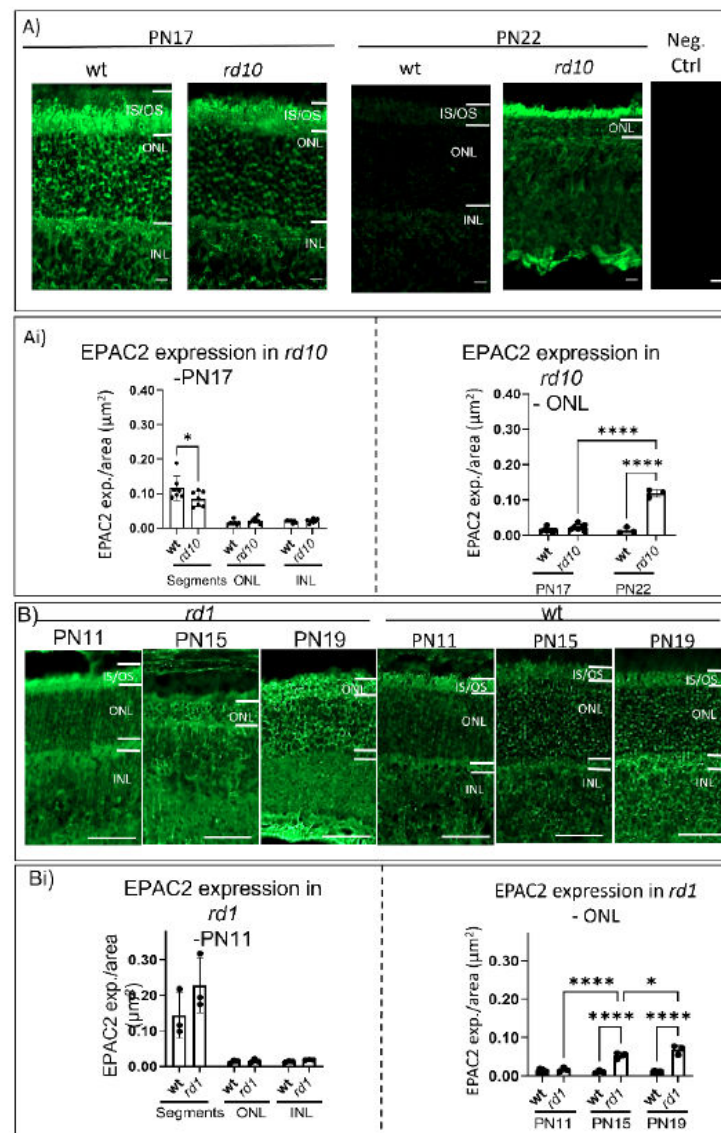 A)
PN17
PN22
Neg.
Ctrl
wt
rd10
wt
rd10
IS/OS
ONL
INL
IS/OS
ONL
INL
IS/OS
ONL
INL
ONL
Ai)
EPAC2 expression in rd10
-PN17
EPAC2 exp./area (µm²)
0.40
0.30
0.20
0.10
0.00
*
wt
rd10
wt
rd10
wt
rd10
Segments
ONL
INL
EPAC2 expression in
rd10
- ONL
EPAC2 exp./area (µm²)
0.40
0.30
0.20
0.10
0.00
****
****
wt
rd10
wt
rd10
PN17
PN22
B)
rd1
wt
PN11
PN15
PN19
PN11
PN15
PN19
IS/OS
ONL
INL
ONL
ONL
IS/OS
ONL
INL
IS/OS
ONL
INL
IS/OS
ONL
INL
Bi)
EPAC2 expression in
rd1
-PN11
EPAC2 exp./area
(µm²)
0.30
0.20
0.10
0.00
wt
rd1
wt
rd1
wt
rd1
Segments
ONL
INL
EPAC2 expression in rd1
- ONL
EPAC2 exp./area (µm²)
0.40
0.30
0.20
0.10
0.00
****
*
****
****
wt
rd1
wt
rd1
wt
rd1
PN11
PN15
PN19